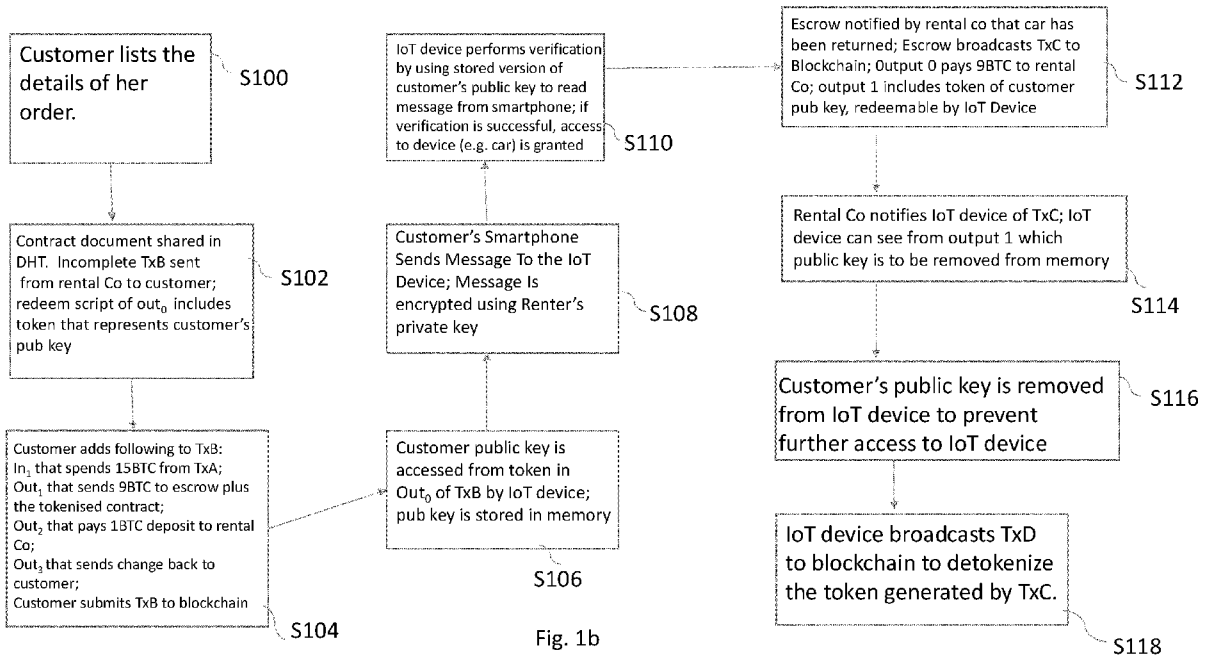 Customer lists the
details of her
order.
S100
Contract document shared in
DHT. Incomplete TxB sent
from rental Co to customer;
redeem script of out₀ includes
token that represents customer's
pub key
S102
Customer adds following to TxB:
In₁ that spends 15BTC from TxA;
Out₁ that sends 9BTC to escrow plus
the tokenised contract;
Out₂ that pays 1BTC deposit to rental
Co;
Out₃ that sends change back to
customer;
Customer submits TxB to blockchain
S104
Customer public key is
accessed from token in
Out₀ of TxB by IoT device;
pub key is stored in memory
S106
Customer's Smartphone
Sends Message To the IoT
Device; Message Is
encrypted using Renter's
private key
S108
IoT device performs verification
by using stored version of
customer's public key to read
message from smartphone; if
verification is successful, access
to device (e.g. car) is granted
S110
Escrow notified by rental co that car has
been returned; Escrow broadcasts TxC to
Blockchain; 0utput 0 pays 9BTC to rental
Co; output 1 includes token of customer
pub key, redeemable by IoT Device
S112
Rental Co notifies IoT device of TxC; IoT
device can see from output 1 which
public key is to be removed from memory
S114
Customer's public key is removed
from IoT device to prevent
further access to IoT device
S116
IoT device broadcasts TxD
to blockchain to detokenize
the token generated by TxC.
S118
Fig. 1b